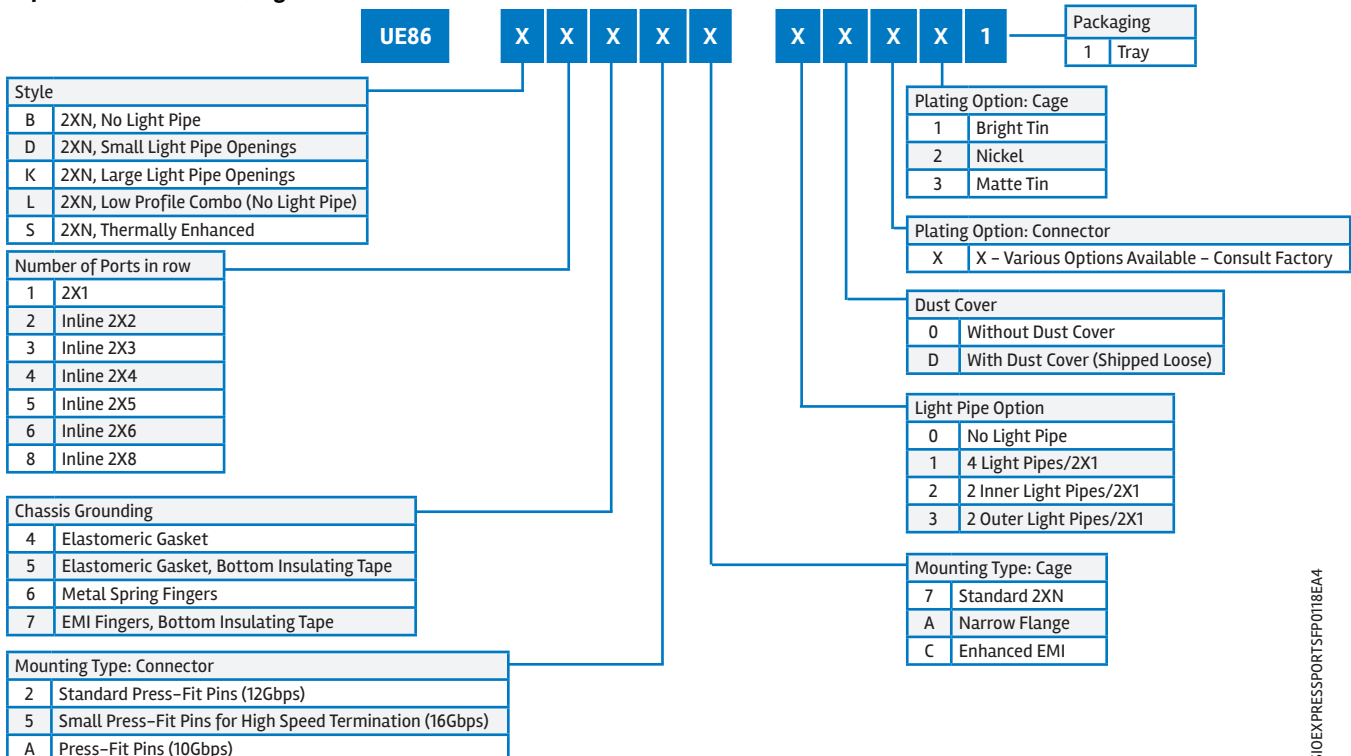 UE86 X X X X X X X X X 1
Packaging
1 Tray
Style
B 2XN, No Light Pipe
D 2XN, Small Light Pipe Openings
K 2XN, Large Light Pipe Openings
L 2XN, Low Profile Combo (No Light Pipe)
S 2XN, Thermally Enhanced
Number of Ports in row
1 2X1
2 Inline 2X2
3 Inline 2X3
4 Inline 2X4
5 Inline 2X5
6 Inline 2X6
8 Inline 2X8
Chassis Grounding
4 Elastomeric Gasket
5 Elastomeric Gasket, Bottom Insulating Tape
6 Metal Spring Fingers
7 EMI Fingers, Bottom Insulating Tape
Mounting Type: Connector
2 Standard Press-Fit Pins (12Gbps)
5 Small Press-Fit Pins for High Speed Termination (16Gbps)
A Press-Fit Pins (10Gbps)
Plating Option: Cage
1 Bright Tin
2 Nickel
3 Matte Tin
Plating Option: Connector
X X - Various Options Available - Consult Factory
Dust Cover
0 Without Dust Cover
D With Dust Cover (Shipped Loose)
Light Pipe Option
0 No Light Pipe
1 4 Light Pipes/2X1
2 2 Inner Light Pipes/2X1
3 2 Outer Light Pipes/2X1
Mounting Type: Cage
7 Standard 2XN
A Narrow Flange
C Enhanced EMI
IOEXPRESSPORTSFP0118EA4